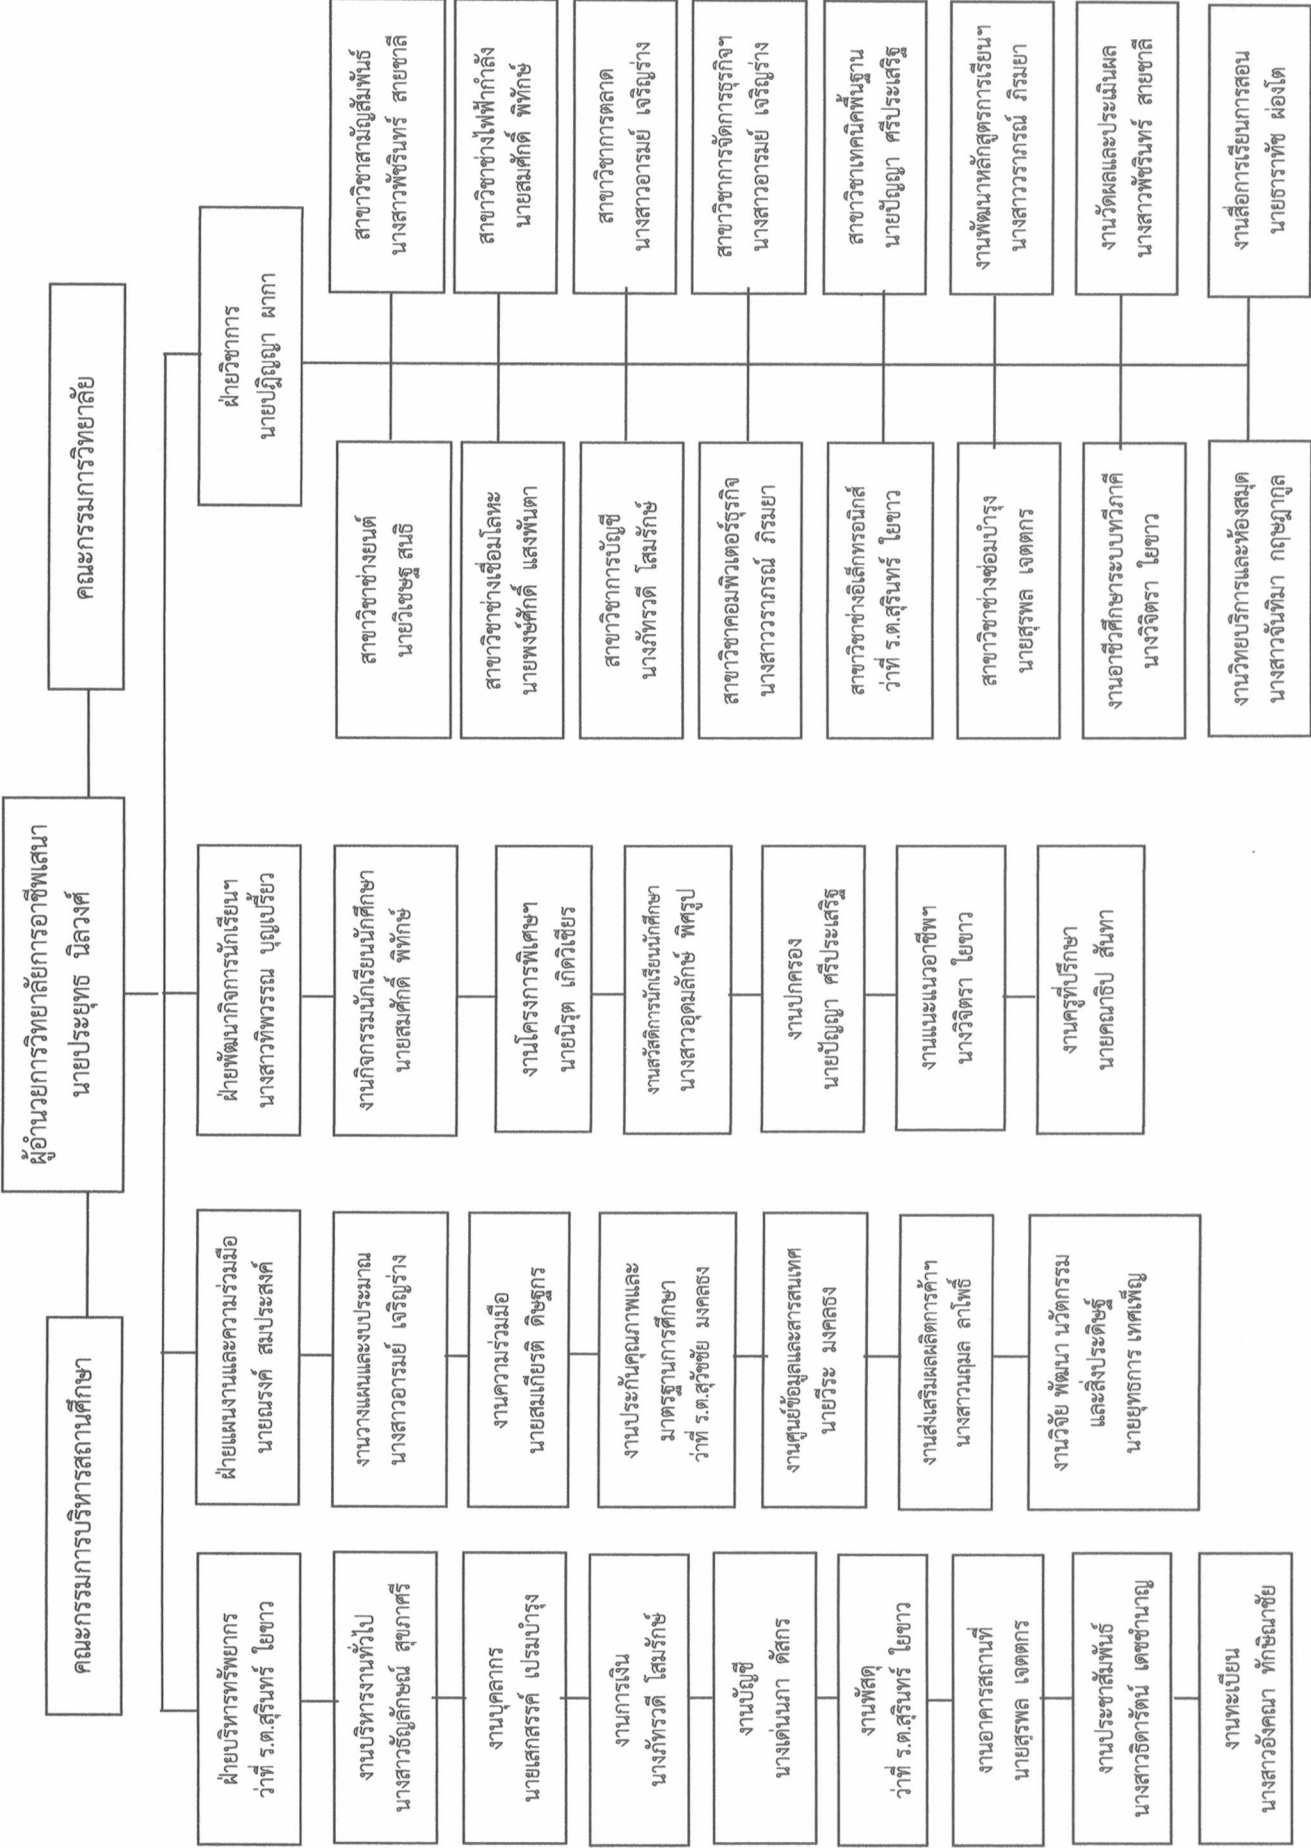 ผู้อำนวยการวิทยาลัยการอาชีพเสนา
นายประยุทธ นิลวงศ์
คณะกรรมการบริหารสถานศึกษา
คณะกรรมการวิทยาลัย
ฝ่ายบริหารทรัพยากร
ว่าที่ ร.ต.สุรินทร์ ใยขาว
งานบริหารงานทั่วไป
นางสาวธัญลักษณ์ สุขภาศรี
งานบุคลากร
นายเสกสรรค์ เปรมบำรุง
งานการเงิน
นางภัทรวดี โสมรักษ์
งานบัญชี
นางเด่นนภา ดัสกร
งานพัสดุ
ว่าที่ ร.ต.สุรินทร์ ใยขาว
งานอาคารสถานที่
นายสุรพล เจตตกร
งานประชาสัมพันธ์
นางสาวธิดารัตน์ เดชชำนาญ
งานทะเบียน
นางสาวอังคณา ทักษิณาชัย
ฝ่ายแผนงานและความร่วมมือ
นายณรงค์ สมประสงค์
งานวางแผนและงบประมาณ
นางสาวอารมย์ เจริญร่าง
งานความร่วมมือ
นายสมเกียรติ ดิษฐกร
งานประกันคุณภาพและ
มาตรฐานการศึกษา
ว่าที่ ร.ต.สุวัชชัย มงคลธง
งานศูนย์ข้อมูลและสารสนเทศ
นายวีระ มงคลธง
งานส่งเสริมผลผลิตการค้าฯ
นางสาวนฤมล ลาโพธิ์
งานวิจัย พัฒนา นวัตกรรม
และสิ่งประดิษฐ์
นายยุทธการ เทศเพ็ญ
ฝ่ายพัฒนากิจการนักเรียนฯ
นางสาวทิพวรรณ บุญเปรี้ยว
งานกิจกรรมนักเรียนนักศึกษา
นายสมศักดิ์ พิทักษ์
งานโครงการพิเศษฯ
นายนิรุต เกิดวิเชียร
งานสวัสดิการนักเรียนนักศึกษา
นางสาวอุดมลักษ์ พิศรูป
งานปกครอง
นายปัญญา ศรีประเสริฐ
งานแนะแนวอาชีพฯ
นางวิจิตรา ใยขาว
งานครูที่ปรึกษา
นายคณาธิป สันทา
ฝ่ายวิชาการ
นายปฏิญญา ผากา
สาขาวิชาช่างยนต์
นายวิเชษฐ สนธิ
สาขาวิชาสามัญสัมพันธ์
นางสาวพัชรินทร์ สายชาลี
สาขาวิชาช่างเชื่อมโลหะ
นายพงษ์ศักดิ์ แสงพันตา
สาขาวิชาช่างไฟฟ้ากำลัง
นายสมศักดิ์ พิทักษ์
สาขาวิชาการบัญชี
นางภัทรวดี โสมรักษ์
สาขาวิชาการตลาด
นางสาวอารมย์ เจริญร่าง
สาขาวิชาคอมพิวเตอร์ธุรกิจ
นางสาววราภรณ์ ภิรมยา
สาขาวิชาการจัดการธุรกิจฯ
นางสาวอารมย์ เจริญร่าง
สาขาวิชาช่างอิเล็กทรอนิกส์
ว่าที่ ร.ต.สุรินทร์ ใยขาว
สาขาวิชาเทคนิคพื้นฐาน
นายปัญญา ศรีประเสริฐ
สาขาวิชาช่างซ่อมบำรุง
นายสุรพล เจตตกร
งานพัฒนาหลักสูตรการเรียนฯ
นางสาววราภรณ์ ภิรมยา
งานอาชีวศึกษาระบบทวิภาคี
นางวิจิตรา ใยขาว
งานวัดผลและประเมินผล
นางสาวพัชรินทร์ สายชาลี
งานวิทยบริการและห้องสมุด
นางสาวจันทิมา กฤษฎากูล
งานสื่อการเรียนการสอน
นายธาราทัช ผ่องโต